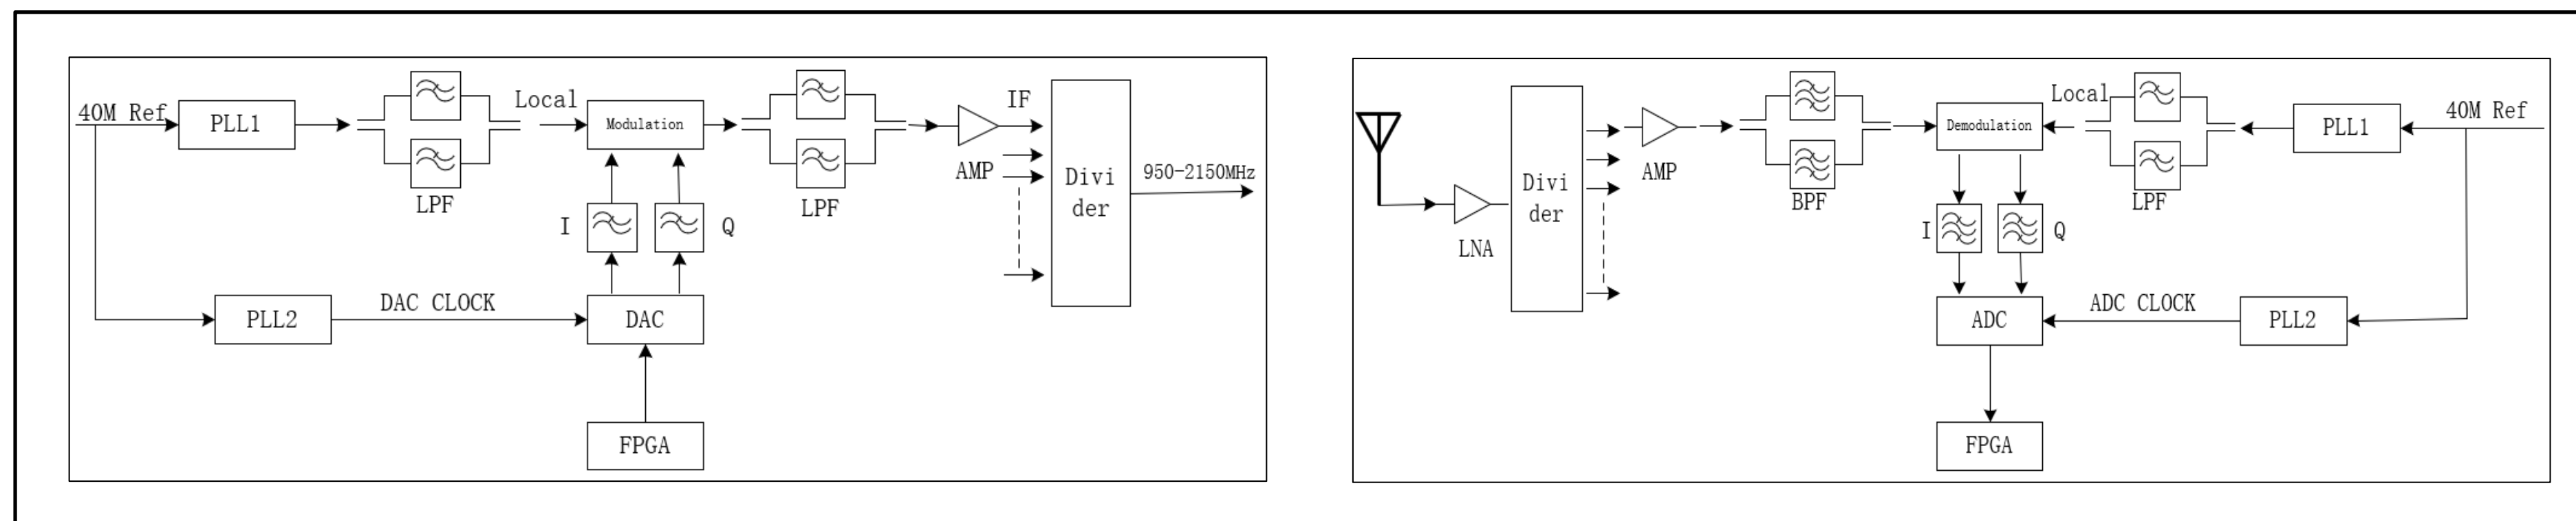 40M Ref
PLL1
LPF
Local
Modulation
LPF
AMP
IF
Divi
der
950-2150MHz
I
Q
PLL2
DAC CLOCK
DAC
FPGA
LNA
Divi
der
AMP
BPF
Demodulation
Local
LPF
PLL1
40M Ref
I
Q
ADC
ADC CLOCK
PLL2
FPGA